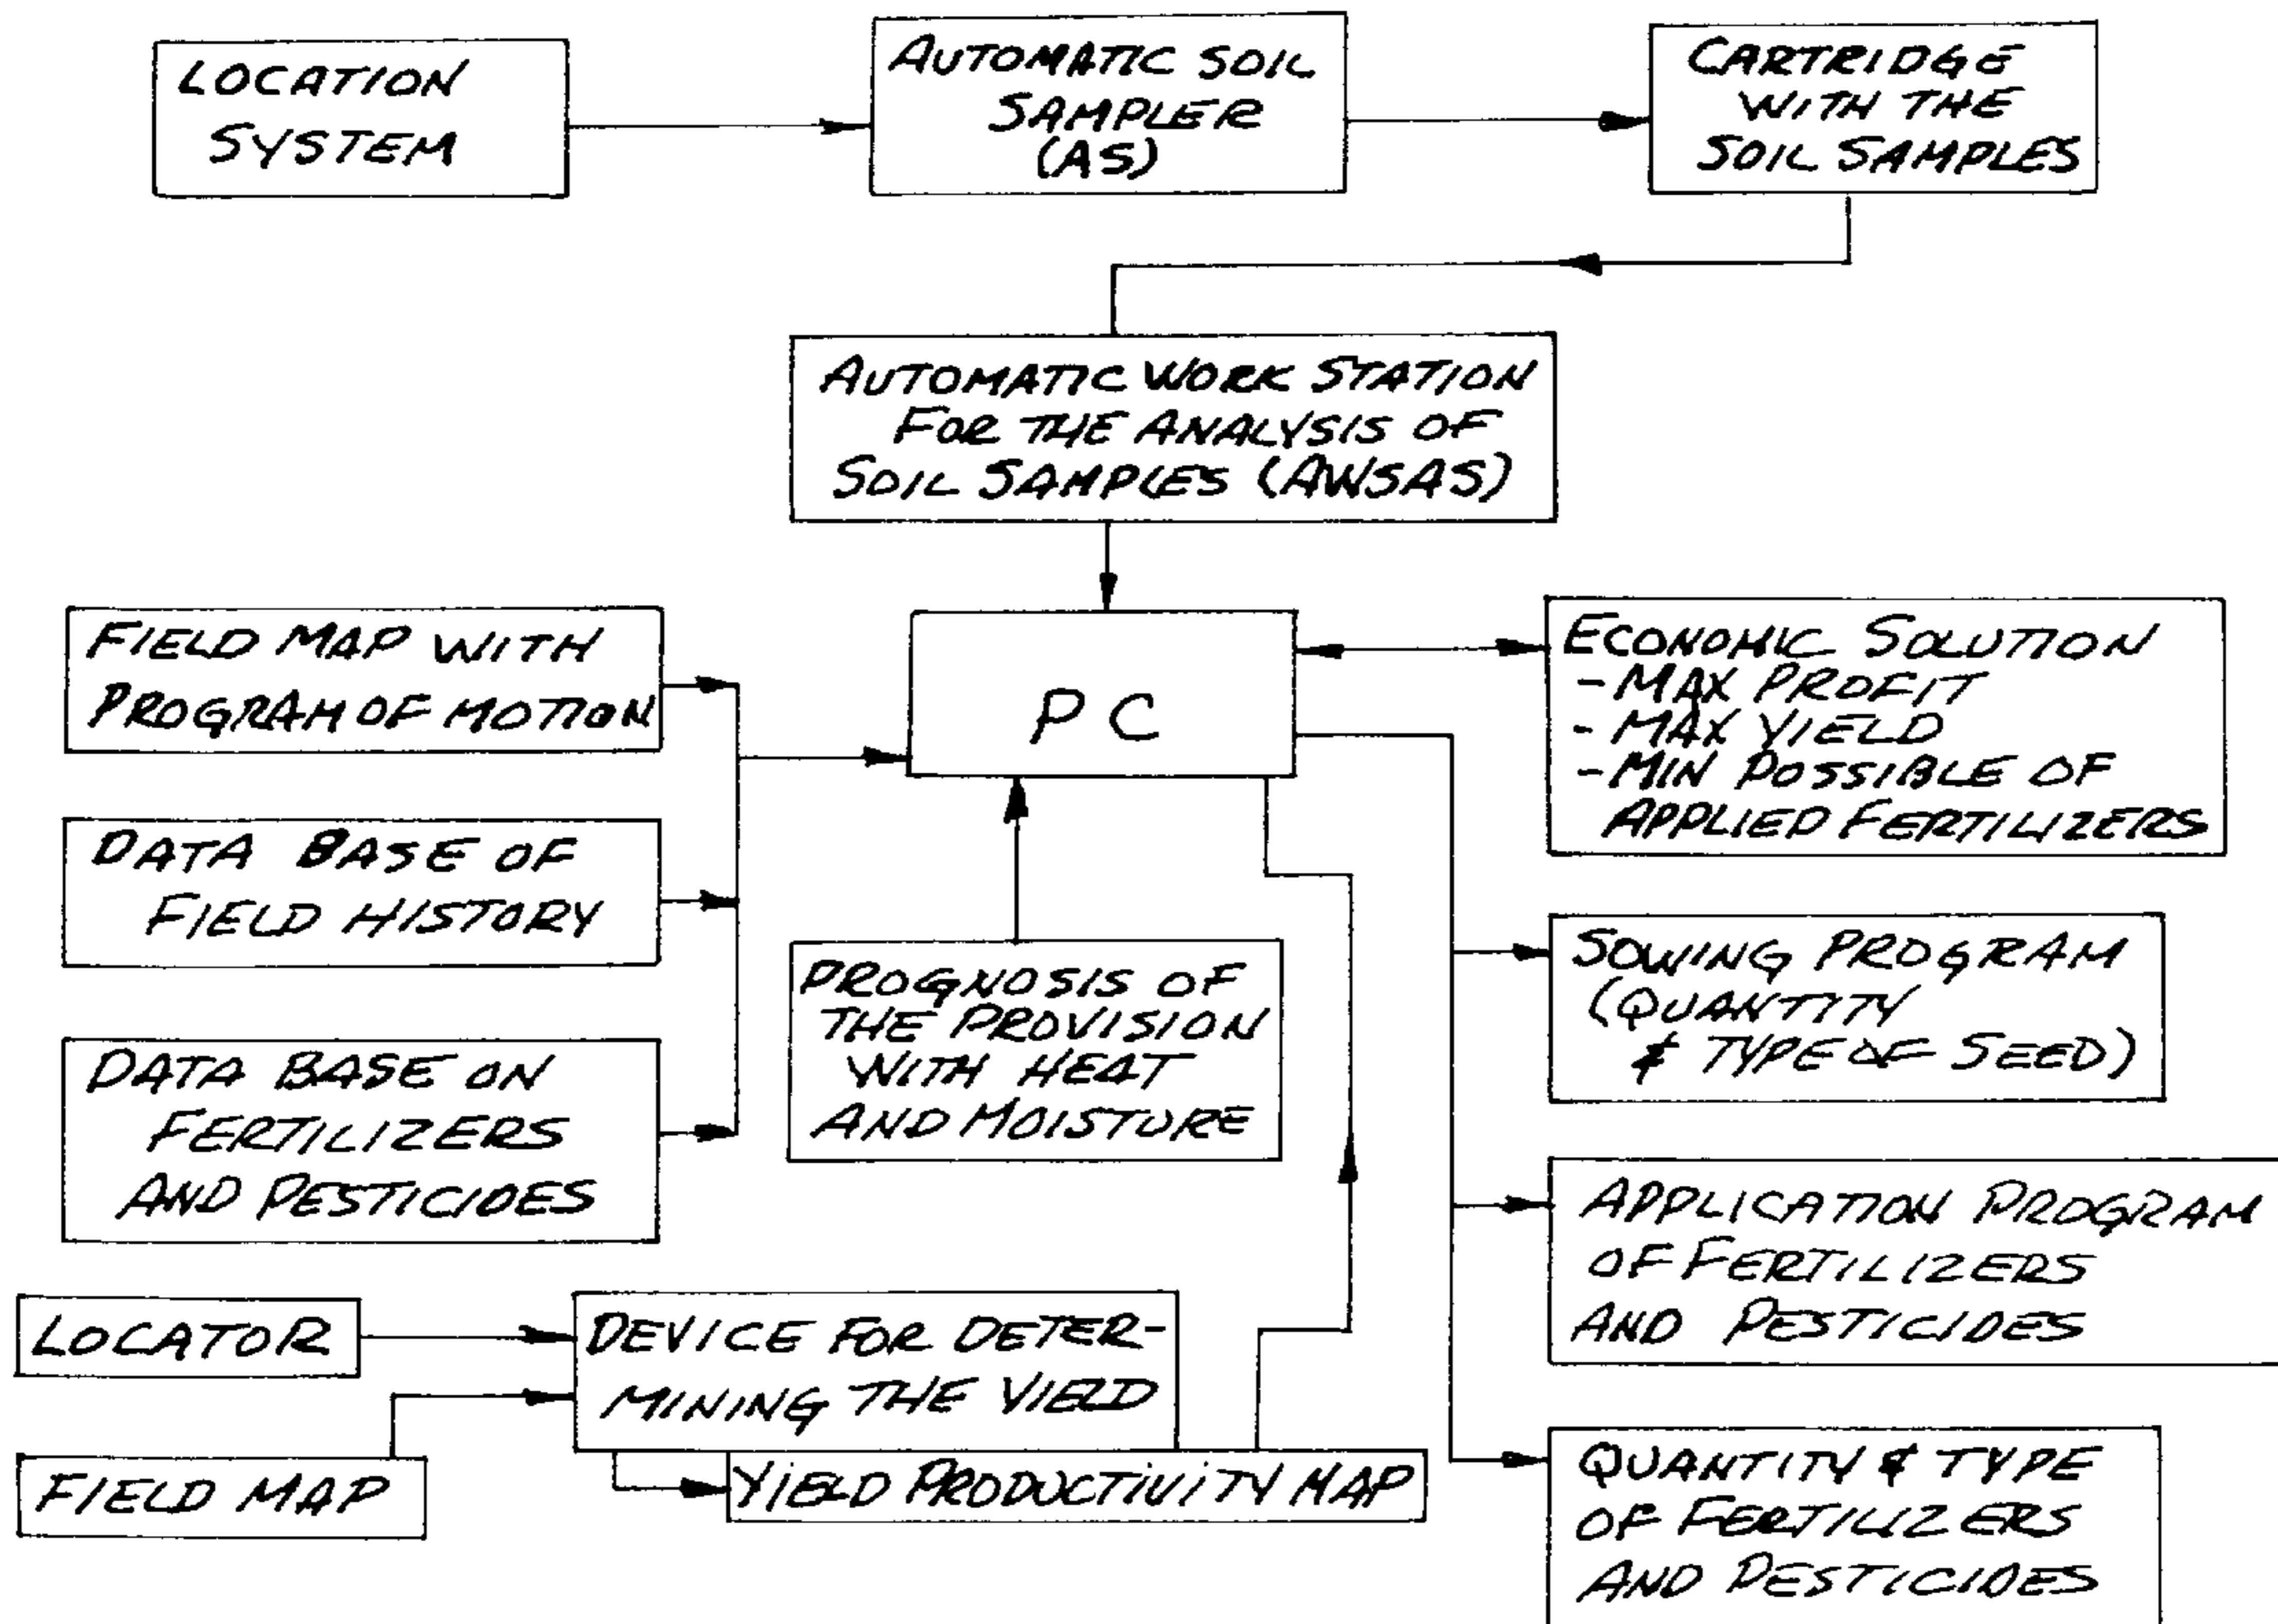 LOCATION
SYSTEM
AUTOMATIC SOIL
SAMPLER
(AS)
CARTRIDGE
WITH THE
SOIL SAMPLES
AUTOMATIC WORK STATION
FOR THE ANALYSIS OF
SOIL SAMPLES (AWSAS)
FIELD MAP WITH
PROGRAM OF MOTION
DATA BASE OF
FIELD HISTORY
DATA BASE ON
FERTILIZERS
AND PESTICIDES
PC
PROGNOSIS OF
THE PROVISION
WITH HEAT
AND MOISTURE
ECONOMIC SOLUTION
- MAX PROFIT
- MAX YIELD
- MIN POSSIBLE OF
APPLIED FERTILIZERS
SOWING PROGRAM
(QUANTITY
& TYPE OF SEED)
APPLICATION PROGRAM
OF FERTILIZERS
AND PESTICIDES
QUANTITY & TYPE
OF FERTILIZERS
AND PESTICIDES
LOCATOR
FIELD MAP
DEVICE FOR DETER-
MINING THE YIELD
YIELD PRODUCTIVITY MAP